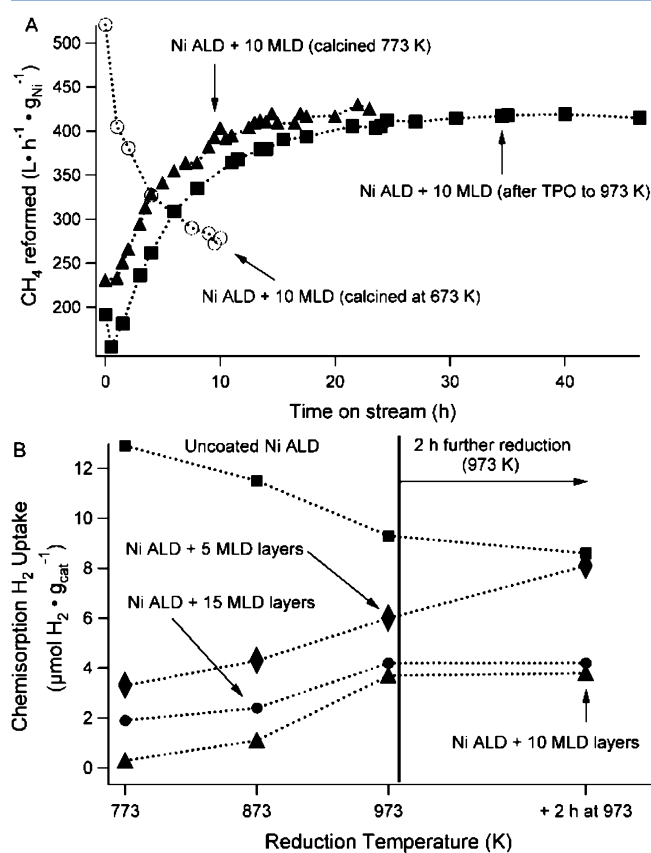 A
CH4 reformed (L• h-1 • gNi-1)
500
450
400
350
300
250
200
Ni ALD + 10 MLD (calcined 773 K)
Ni ALD + 10 MLD (after TPO to 973 K)
Ni ALD + 10 MLD (calcined at 673 K)
0 10 20 30 40
Time on stream (h)
B
Chemisorption H2 Uptake
(µmol H2 • gcat-1)
12
10
8
6
4
2
0
Uncoated Ni ALD
2 h further reduction
(973 K)
Ni ALD + 5 MLD layers
Ni ALD + 15 MLD layers
Ni ALD + 10 MLD layers
773 873 973 + 2 h at 973
Reduction Temperature (K)